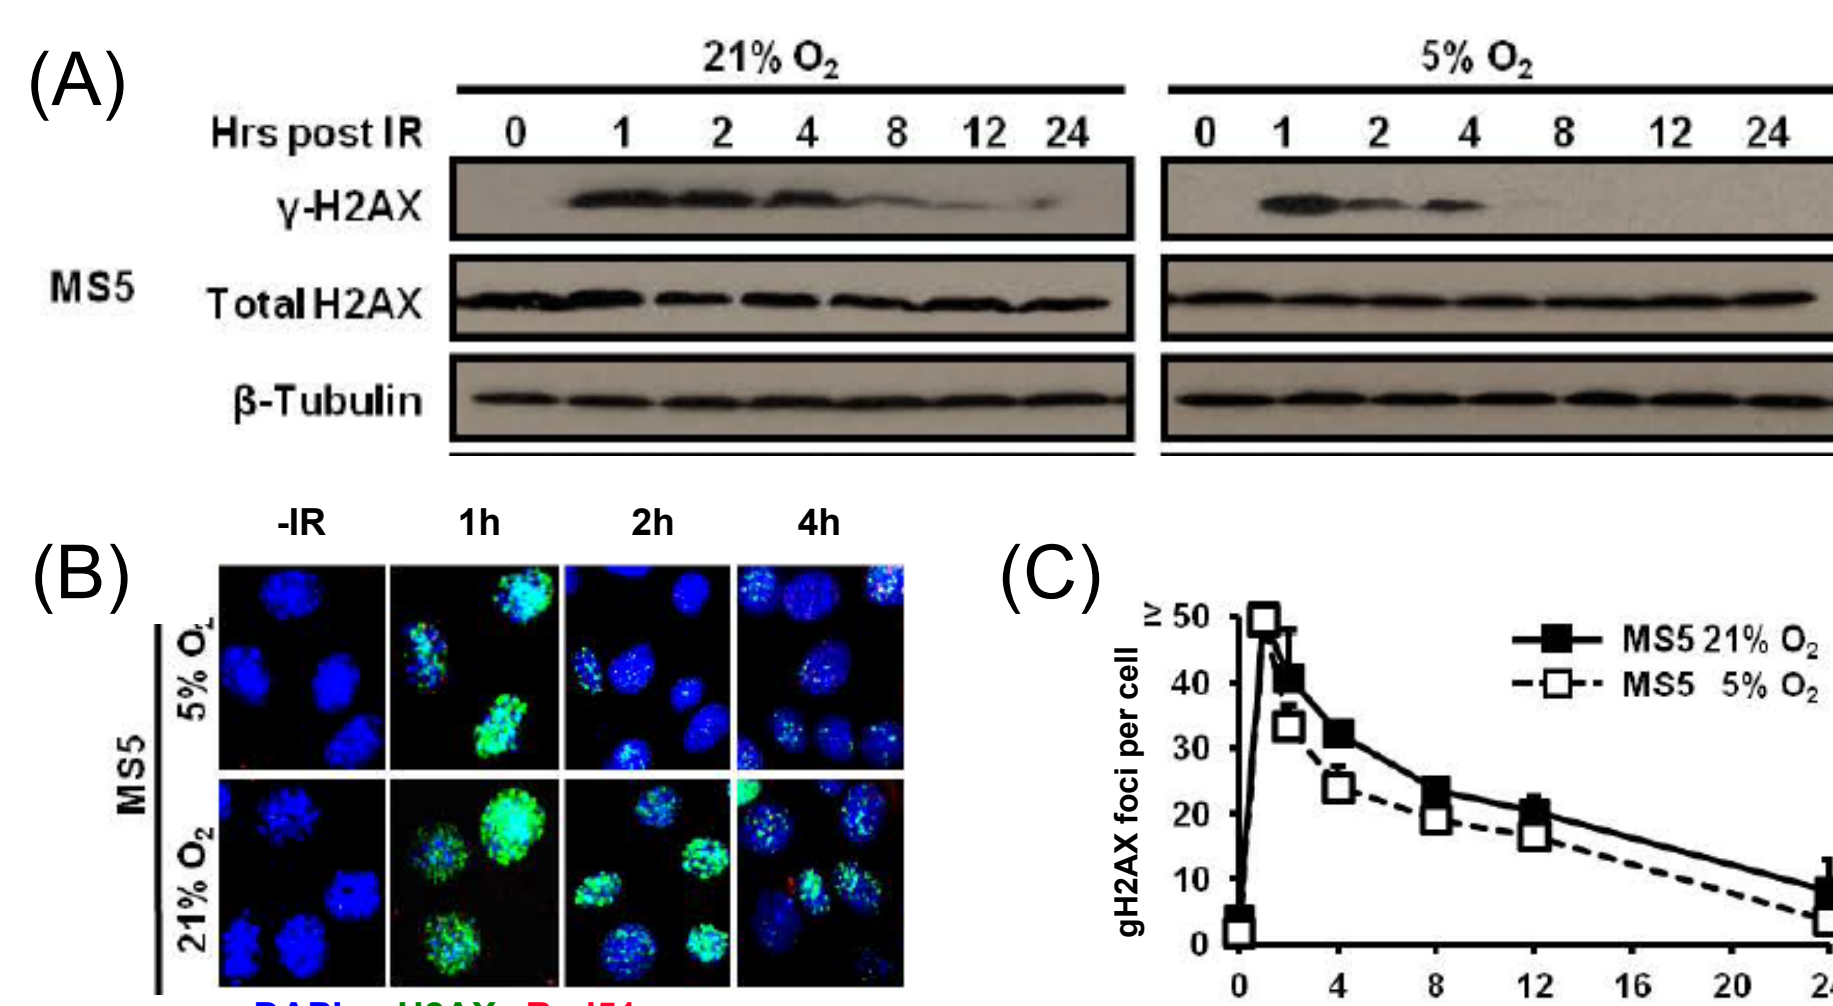 (A)
21% O₂ 5% O₂
Hrs post IR 0 1 2 4 8 12 24 0 1 2 4 8 12 24
γ-H2AX
MS5
Total H2AX
β-Tubulin
-IR 1h 2h 4h
(B)
MS5
5% O₂
21% O₂
(C)
gH2AX foci per cell
≥ 50
40
30
20
10
0
0 4 8 12 16 20
MS5 21% O₂
MS5 5% O₂